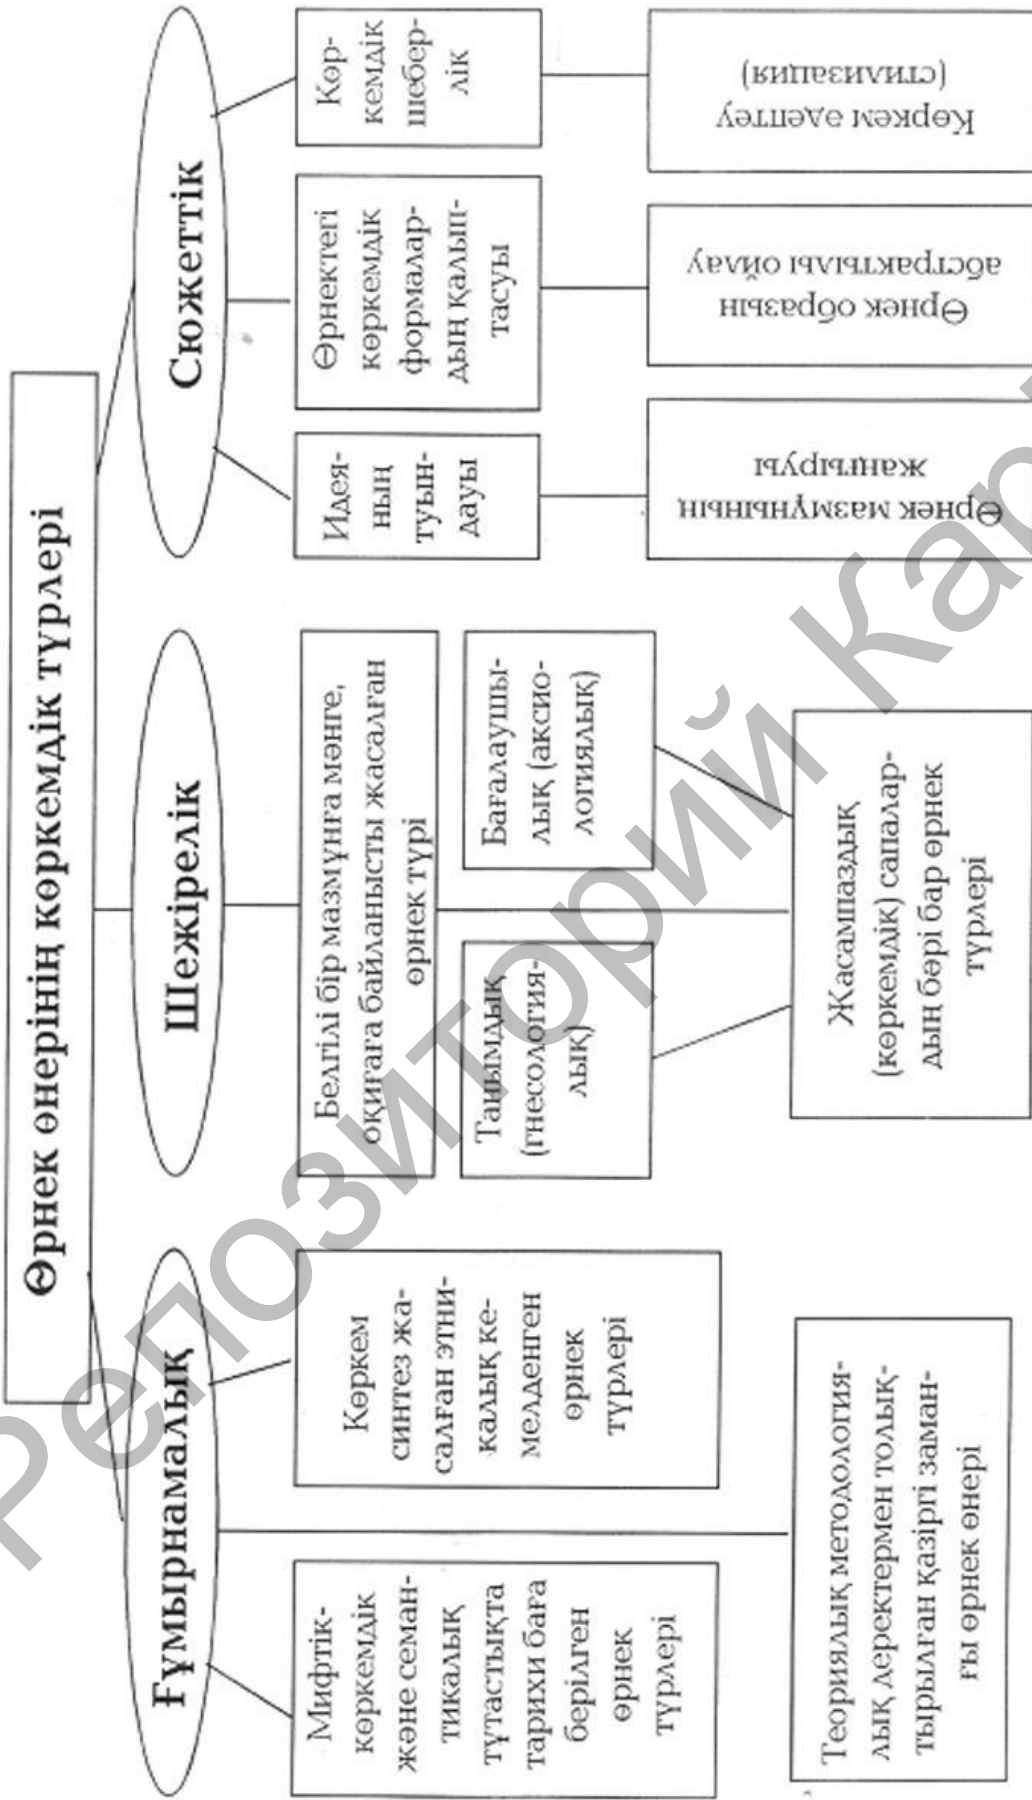 Өрнек өнерінің көркемдік түрлері
Ғұмырнамалық
Мифтік-
көркемдік
және семан-
тикалық
тұтастықта
тарихи баға
берілген
өрнек
түрлері
Көркем
синтез жа-
салған этни-
калық ке-
мелденген
өрнек
түрлері
Теориялық методология-
лық деректермен толық-
тырылған қазіргі заман-
ғы өрнек өнері
Шежірелік
Белгілі бір мазмұнға мәнге,
оқиғаға байланысты жасалған
өрнек түрі
Танымдық
(гнесология-
лық)
Бағалаушы-
лық (аксио-
логиялық)
Жасампаздық
(көркемдік) сапалар-
дың бәрі бар өрнек
түрлері
Сюжеттік
Идея-
ның
туын-
дауы
Өрнектегі
көркемдік
формалар-
дың қалып-
тасуы
Көр-
кемдік
шебер-
лік
Өрнек мазмұнының
жаңғыруы
Өрнек образын
абстрактылы ойлау
Көркем әдептеу
(стилизация)
Репозиторий Кар